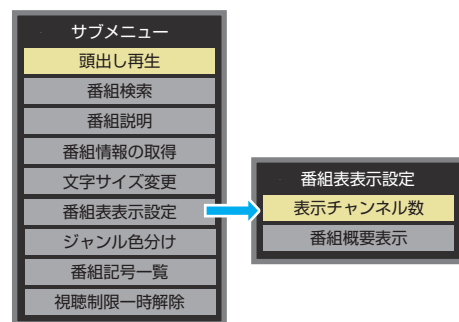 サブメニュー
頭出し再生
番組検索
番組説明
番組情報の取得
文字サイズ変更
番組表表示設定
ジャンル色分け
番組記号一覧
視聴制限一時解除
番組表表示設定
表示チャンネル数
番組概要表示